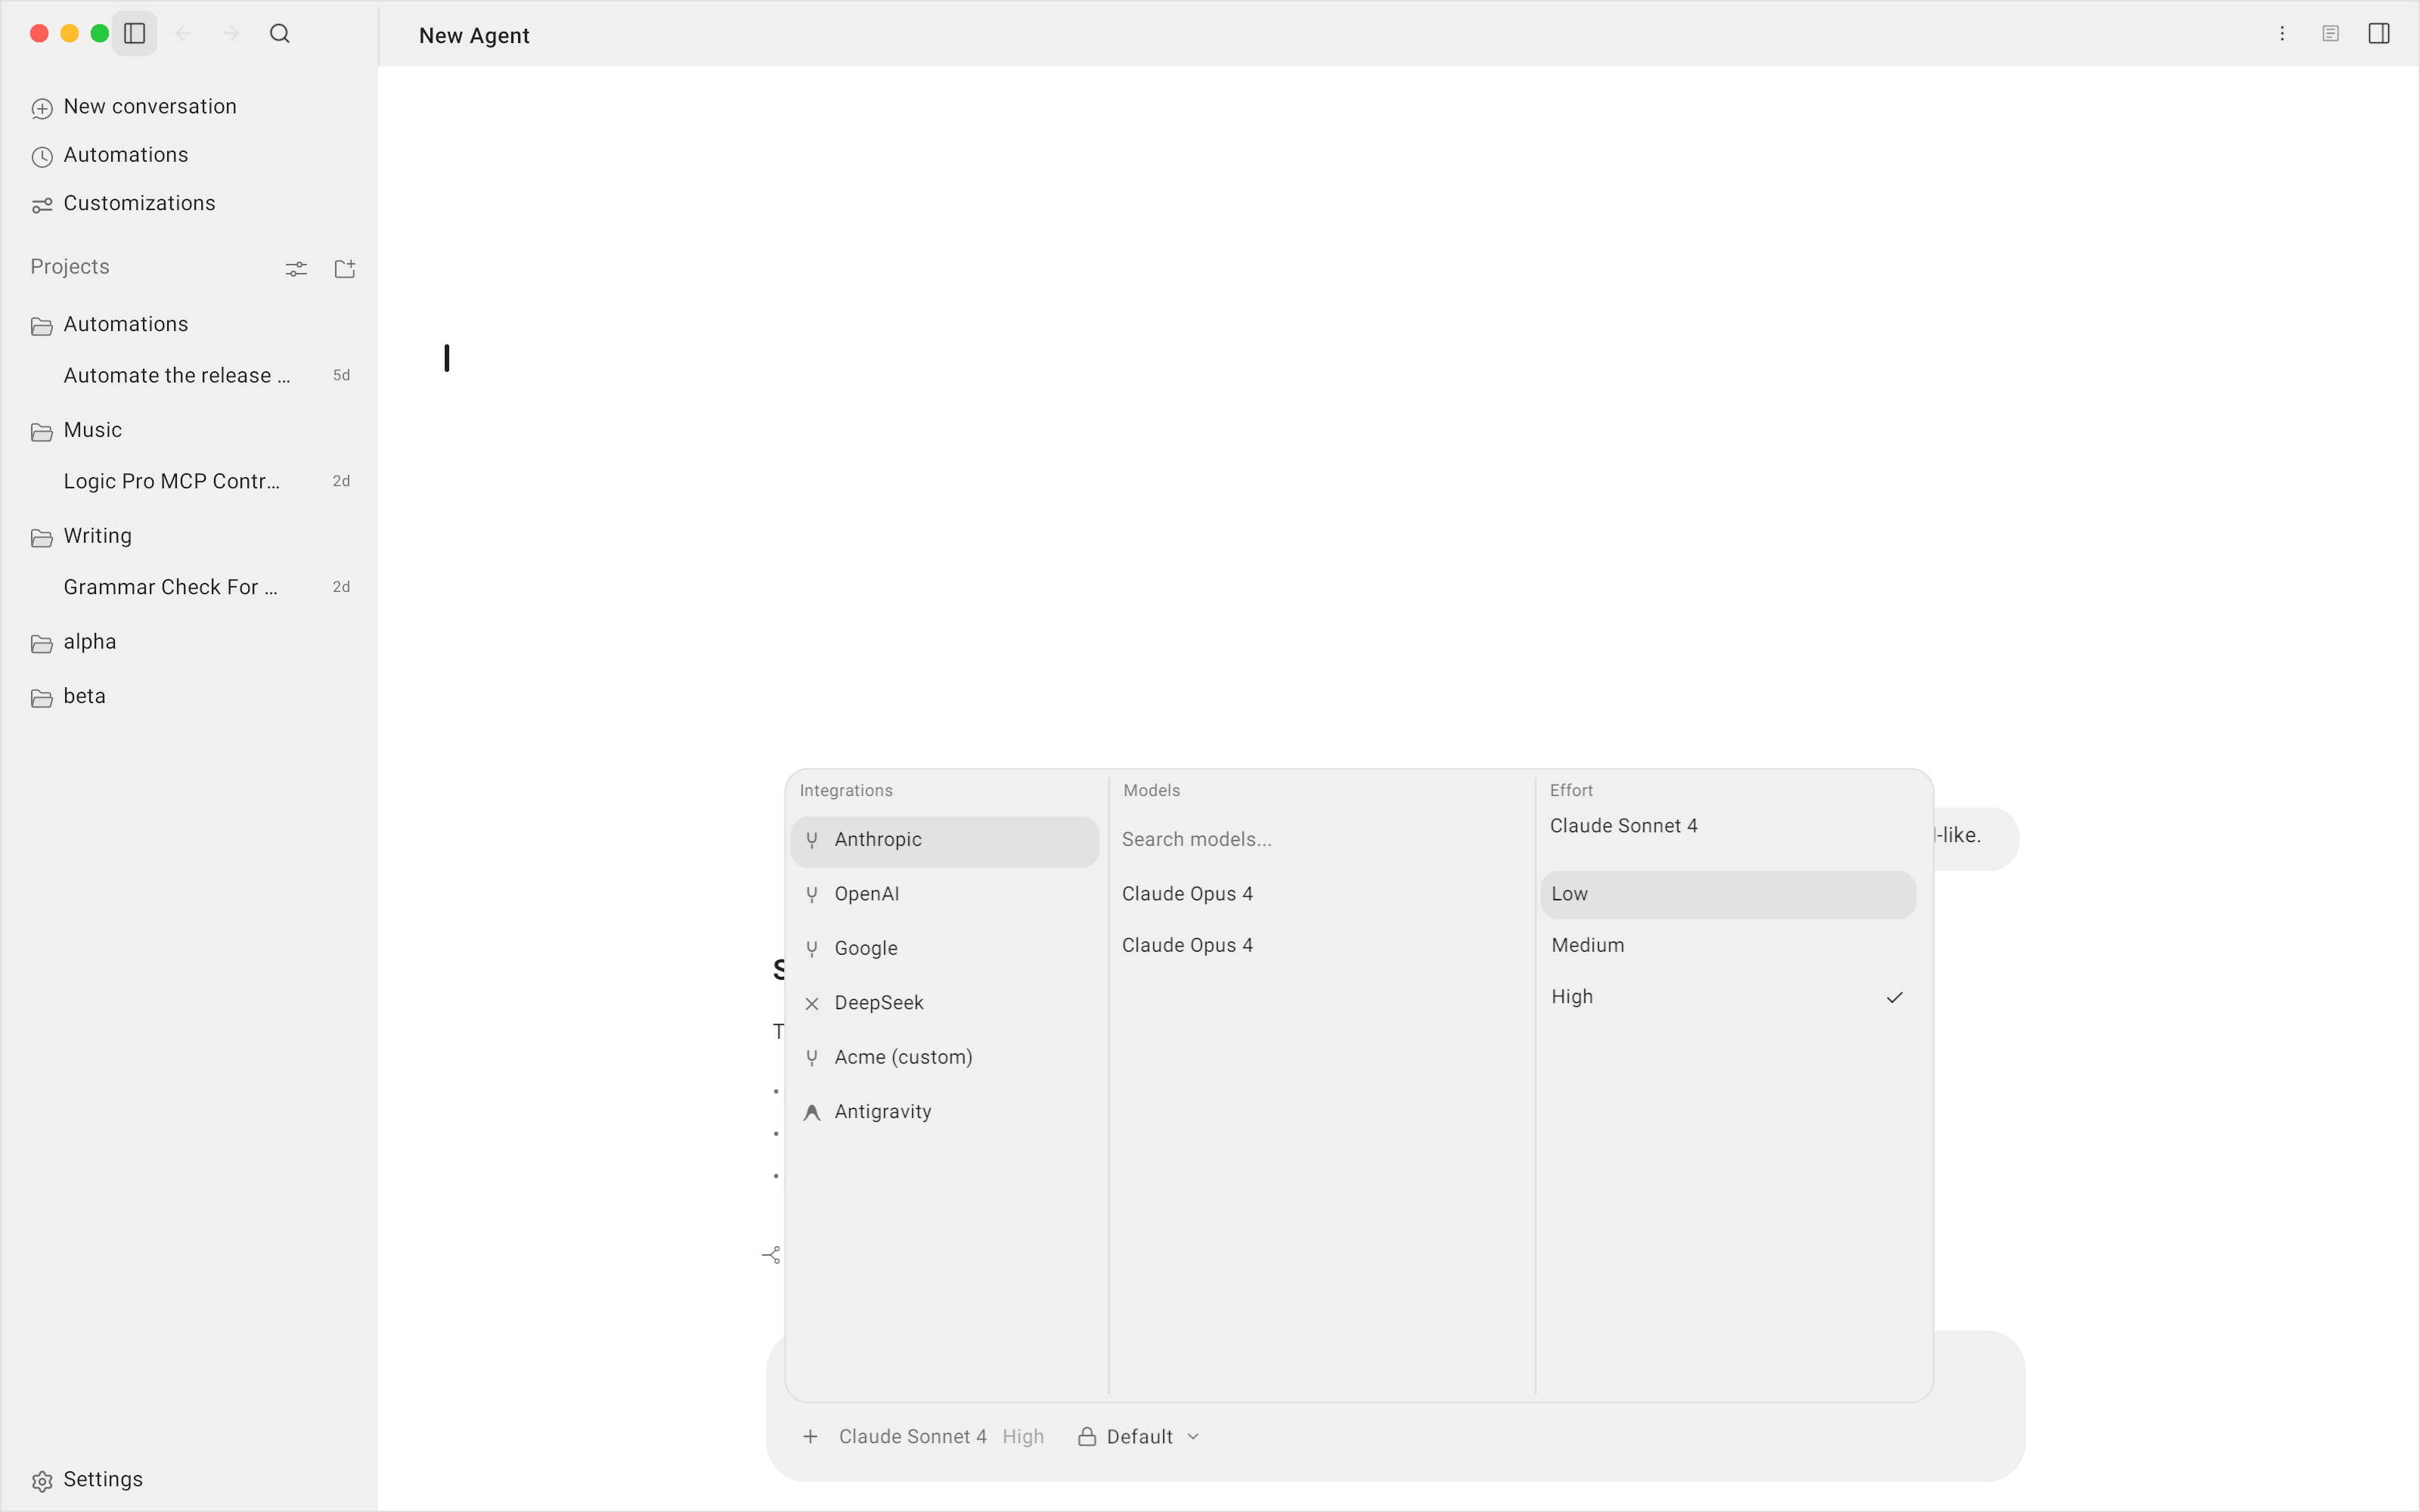 New Agent
New conversation
Automations
Customizations
Projects
Automations
Automate the release ... 5d
Music
Logic Pro MCP Contr... 2d
Writing
Grammar Check For ... 2d
alpha
beta
Settings
Integrations
Anthropic
OpenAI
Google
DeepSeek
Acme (custom)
Antigravity
Models
Search models...
Claude Opus 4
Claude Opus 4
Effort
Claude Sonnet 4
Low
Medium
High
-like.
S
T
Claude Sonnet 4 High Default